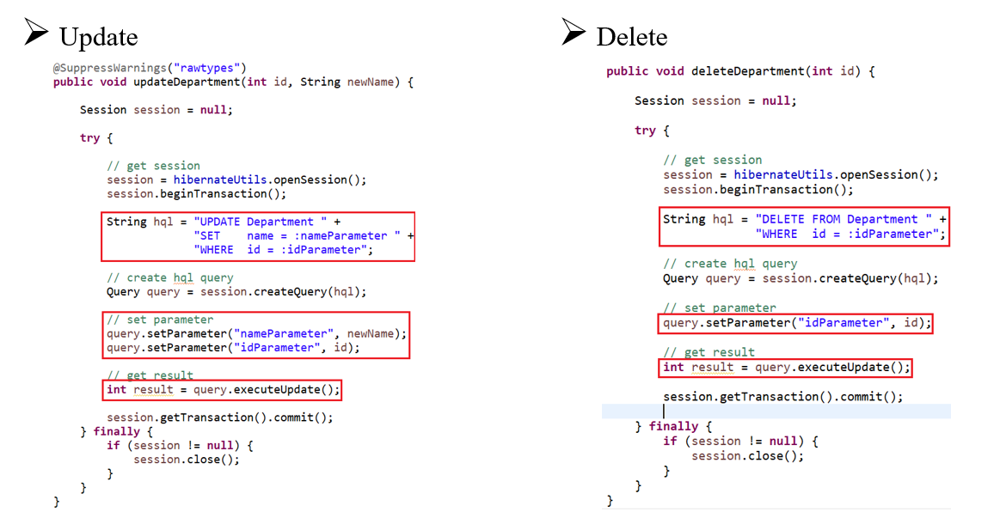 Update
@SuppressWarnings("rawtypes")
public void updateDepartment(int id, String newName) {
Session session = null;
try {
// get session
session = hibernateUtils.openSession();
session.beginTransaction();
String hql = "UPDATE Department " +
"SET    name = :nameParameter " +
"WHERE  id = :idParameter";
// create hql query
Query query = session.createQuery(hql);
// set parameter
query.setParameter("nameParameter", newName);
query.setParameter("idParameter", id);
// get result
int result = query.executeUpdate();
session.getTransaction().commit();
} finally {
if (session != null) {
session.close();
}
}
}
Delete
public void deleteDepartment(int id) {
Session session = null;
try {
// get session
session = hibernateUtils.openSession();
session.beginTransaction();
String hql = "DELETE FROM Department " +
"WHERE  id = :idParameter";
// create hql query
Query query = session.createQuery(hql);
// set parameter
query.setParameter("idParameter", id);
// get result
int result = query.executeUpdate();
session.getTransaction().commit();
} finally {
if (session != null) {
session.close();
}
}
}